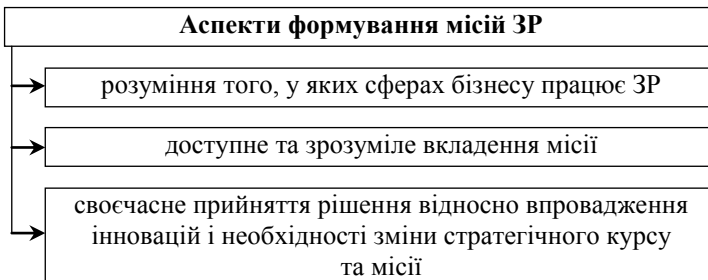 Аспекти формування місій ЗР
розуміння того, у яких сферах бізнесу працює ЗР
доступне та зрозуміле вкладення місії
своєчасне прийняття рішення відносно впровадження
інновацій і необхідності зміни стратегічного курсу
та місії